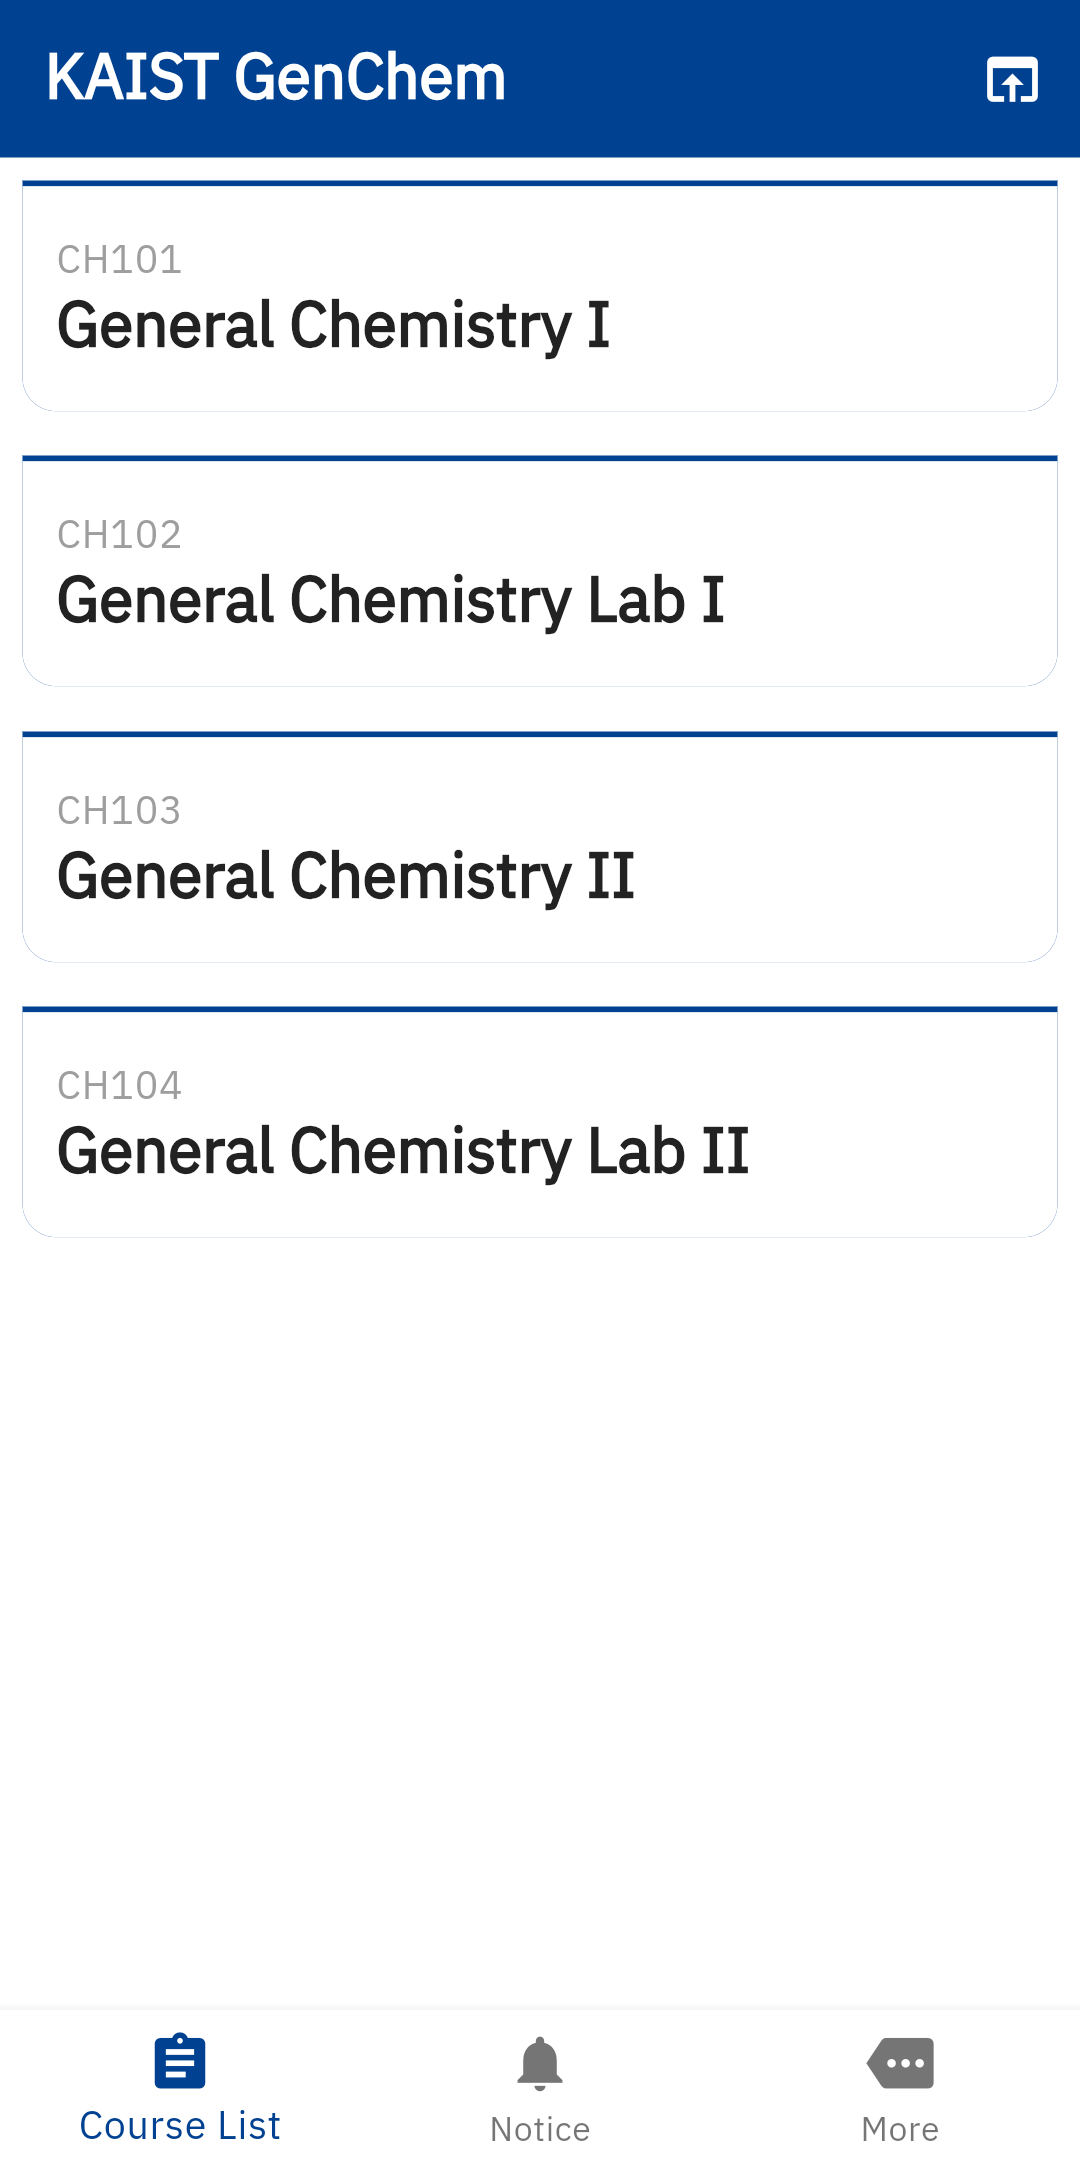 KAIST GenChem
CH101
General Chemistry I
CH102
General Chemistry Lab I
CH103
General Chemistry II
CH104
General Chemistry Lab II
Course List
Notice
More